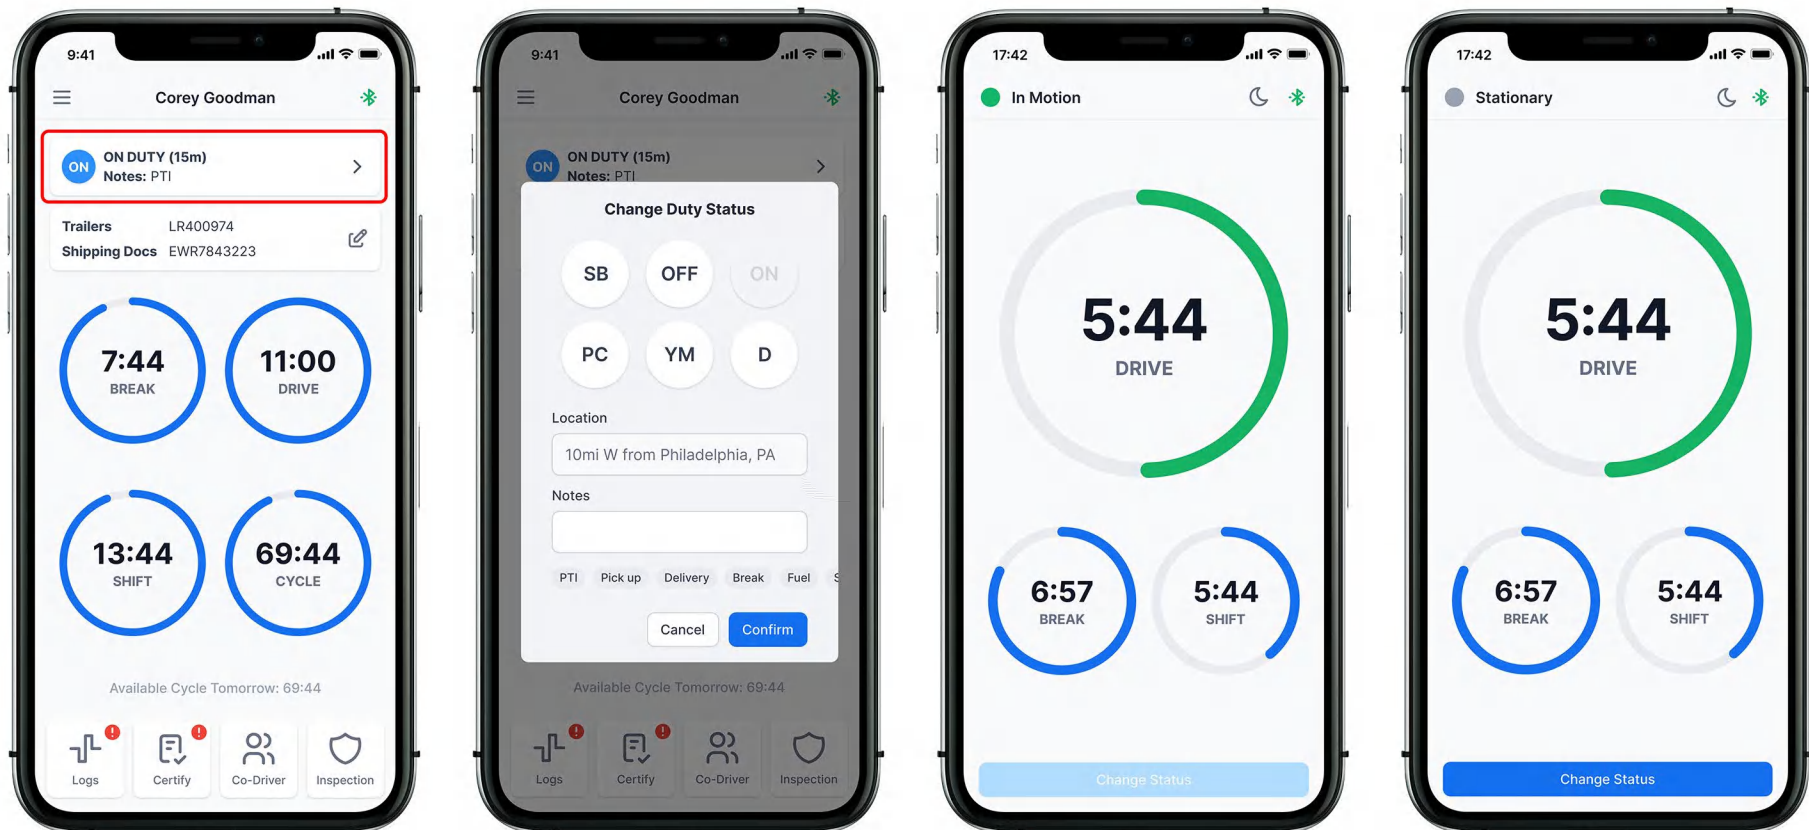 9:41
Corey Goodman
ON
ON DUTY (15m)
Notes: PTI
Trailers LR400974
Shipping Docs EWR7843223
7:44
BREAK
11:00
DRIVE
13:44
SHIFT
69:44
CYCLE
Available Cycle Tomorrow: 69:44
Logs
Certify
Co-Driver
Inspection
9:41
Corey Goodman
ON
ON DUTY (15m)
Notes: PTI
Change Duty Status
SB OFF ON
PC YM D
Location
10mi W from Philadelphia, PA
Notes
PTI Pick up Delivery Break Fuel S
Cancel Confirm
Available Cycle Tomorrow: 69:44
Logs
Certify
Co-Driver
Inspection
17:42
In Motion
5:44
DRIVE
6:57
BREAK
5:44
SHIFT
Change Status
17:42
Stationary
5:44
DRIVE
6:57
BREAK
5:44
SHIFT
Change Status